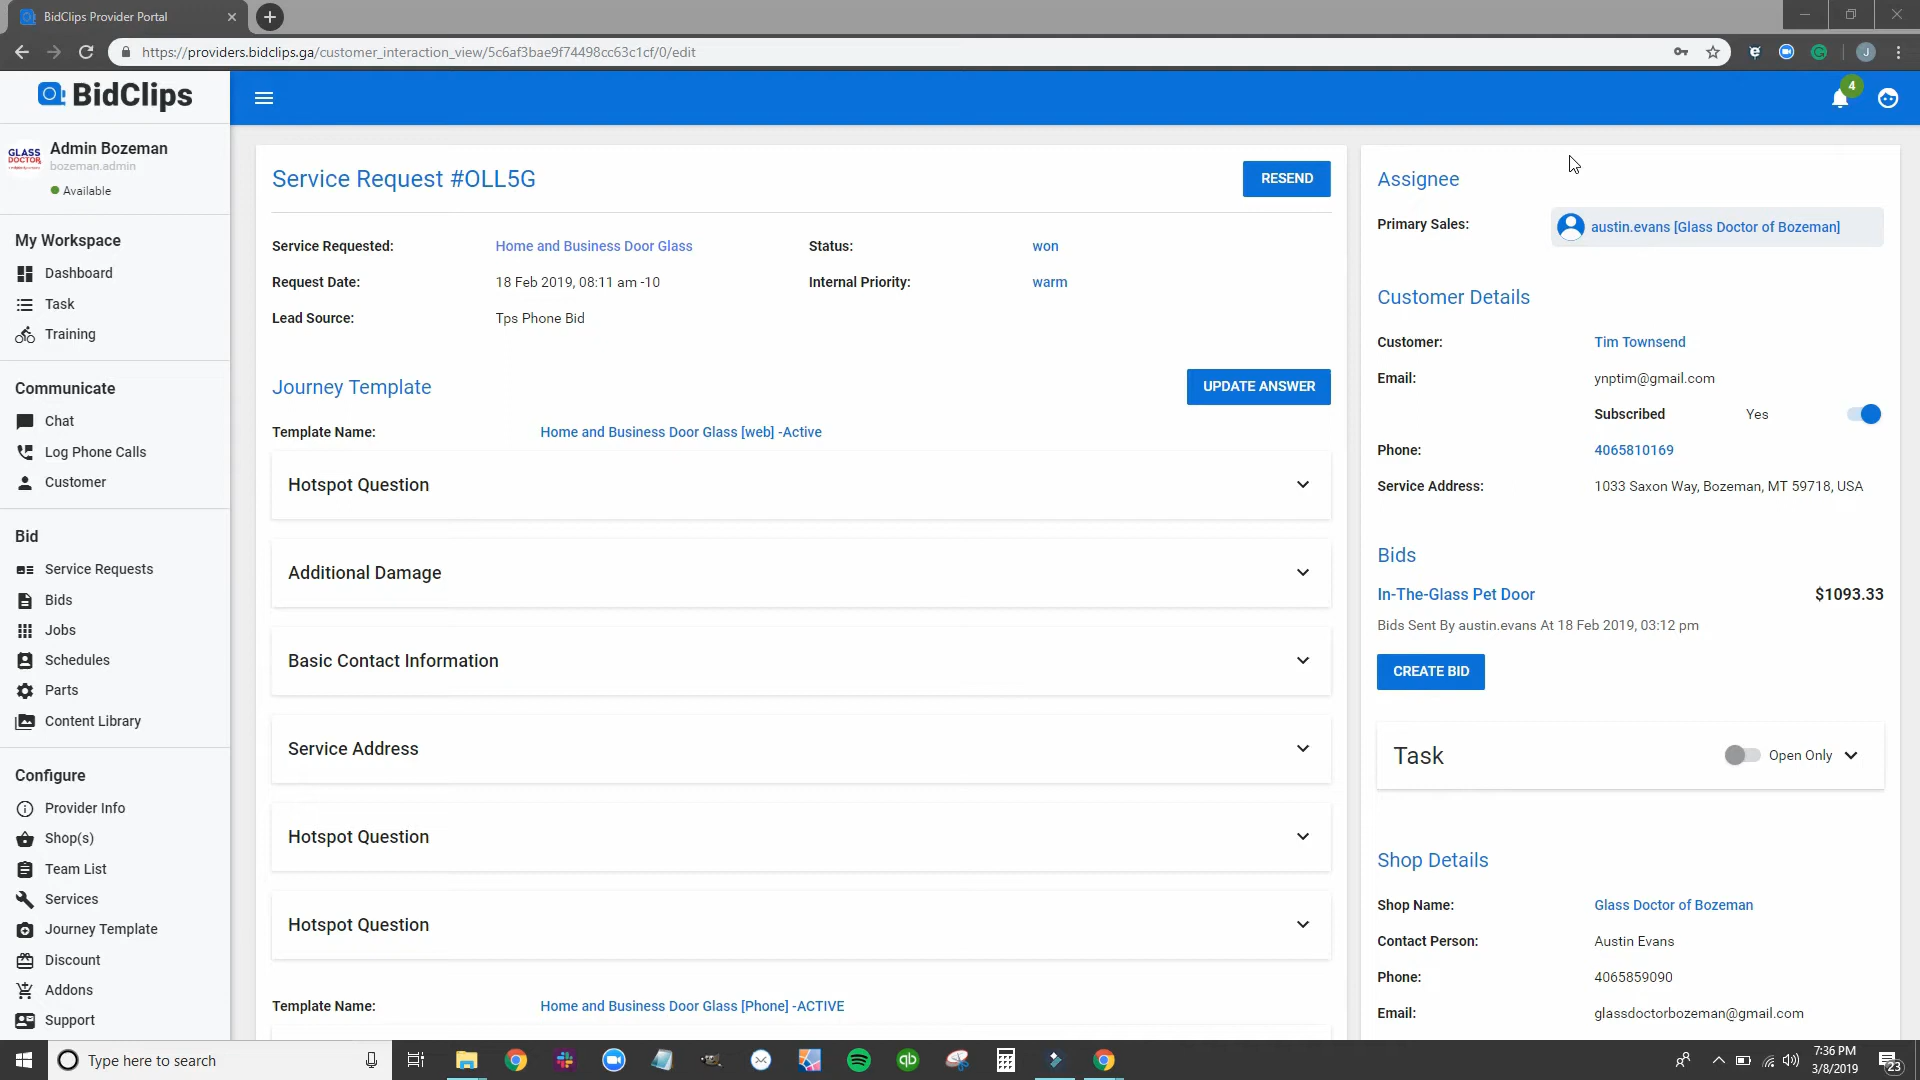 BidClips Provider Portal
https://providers.bidclips.ga/customer_interaction_view/5c6af3bae9f74498cc63c1cf/0/edit
J
BidClips
4
GLASS DOCTOR
Admin Bozeman
bozeman.admin
Available
My Workspace
Dashboard
Task
Training
Communicate
Chat
Log Phone Calls
Customer
Bid
Service Requests
Bids
Jobs
Schedules
Parts
Content Library
Configure
Provider Info
Shop(s)
Team List
Services
Journey Template
Discount
Addons
Support
Service Request #OLL5G
RESEND
Service Requested: Home and Business Door Glass Status: won
Request Date: 18 Feb 2019, 08:11 am -10 Internal Priority: warm
Lead Source: Tps Phone Bid
Journey Template
UPDATE ANSWER
Template Name: Home and Business Door Glass [web] -Active
Hotspot Question
Additional Damage
Basic Contact Information
Service Address
Hotspot Question
Hotspot Question
Template Name: Home and Business Door Glass [Phone] -ACTIVE
Assignee
Primary Sales: austin.evans [Glass Doctor of Bozeman]
Customer Details
Customer: Tim Townsend
Email: ynptim@gmail.com
Subscribed Yes
Phone: 4065810169
Service Address: 1033 Saxon Way, Bozeman, MT 59718, USA
Bids
In-The-Glass Pet Door $1093.33
Bids Sent By austin.evans At 18 Feb 2019, 03:12 pm
CREATE BID
Task Open Only
Shop Details
Shop Name: Glass Doctor of Bozeman
Contact Person: Austin Evans
Phone: 4065859090
Email: glassdoctorbozeman@gmail.com
Type here to search
qb
7:36 PM
3/8/2019
23